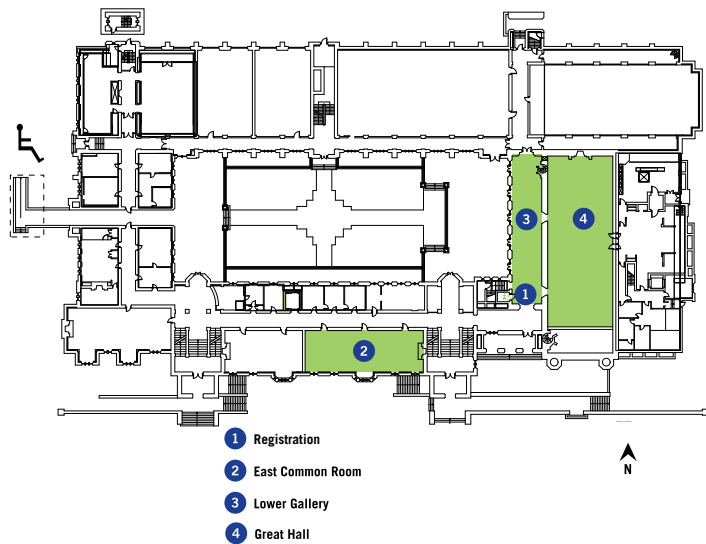 3
4
1
2
1 Registration
2 East Common Room
3 Lower Gallery
4 Great Hall
N